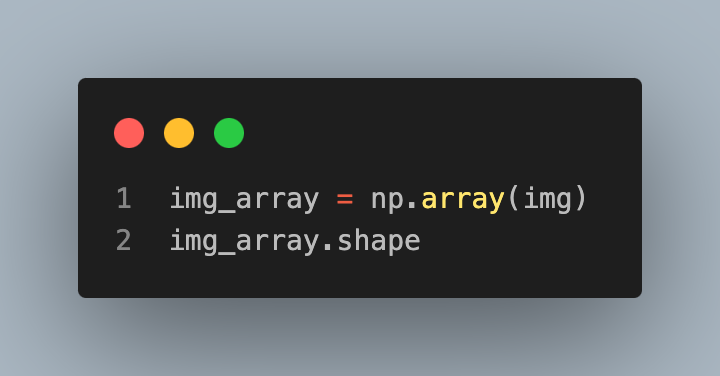 1 img_array = np.array(img)
2 img_array.shape